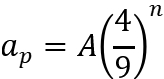 a_p = A(4/9)^n